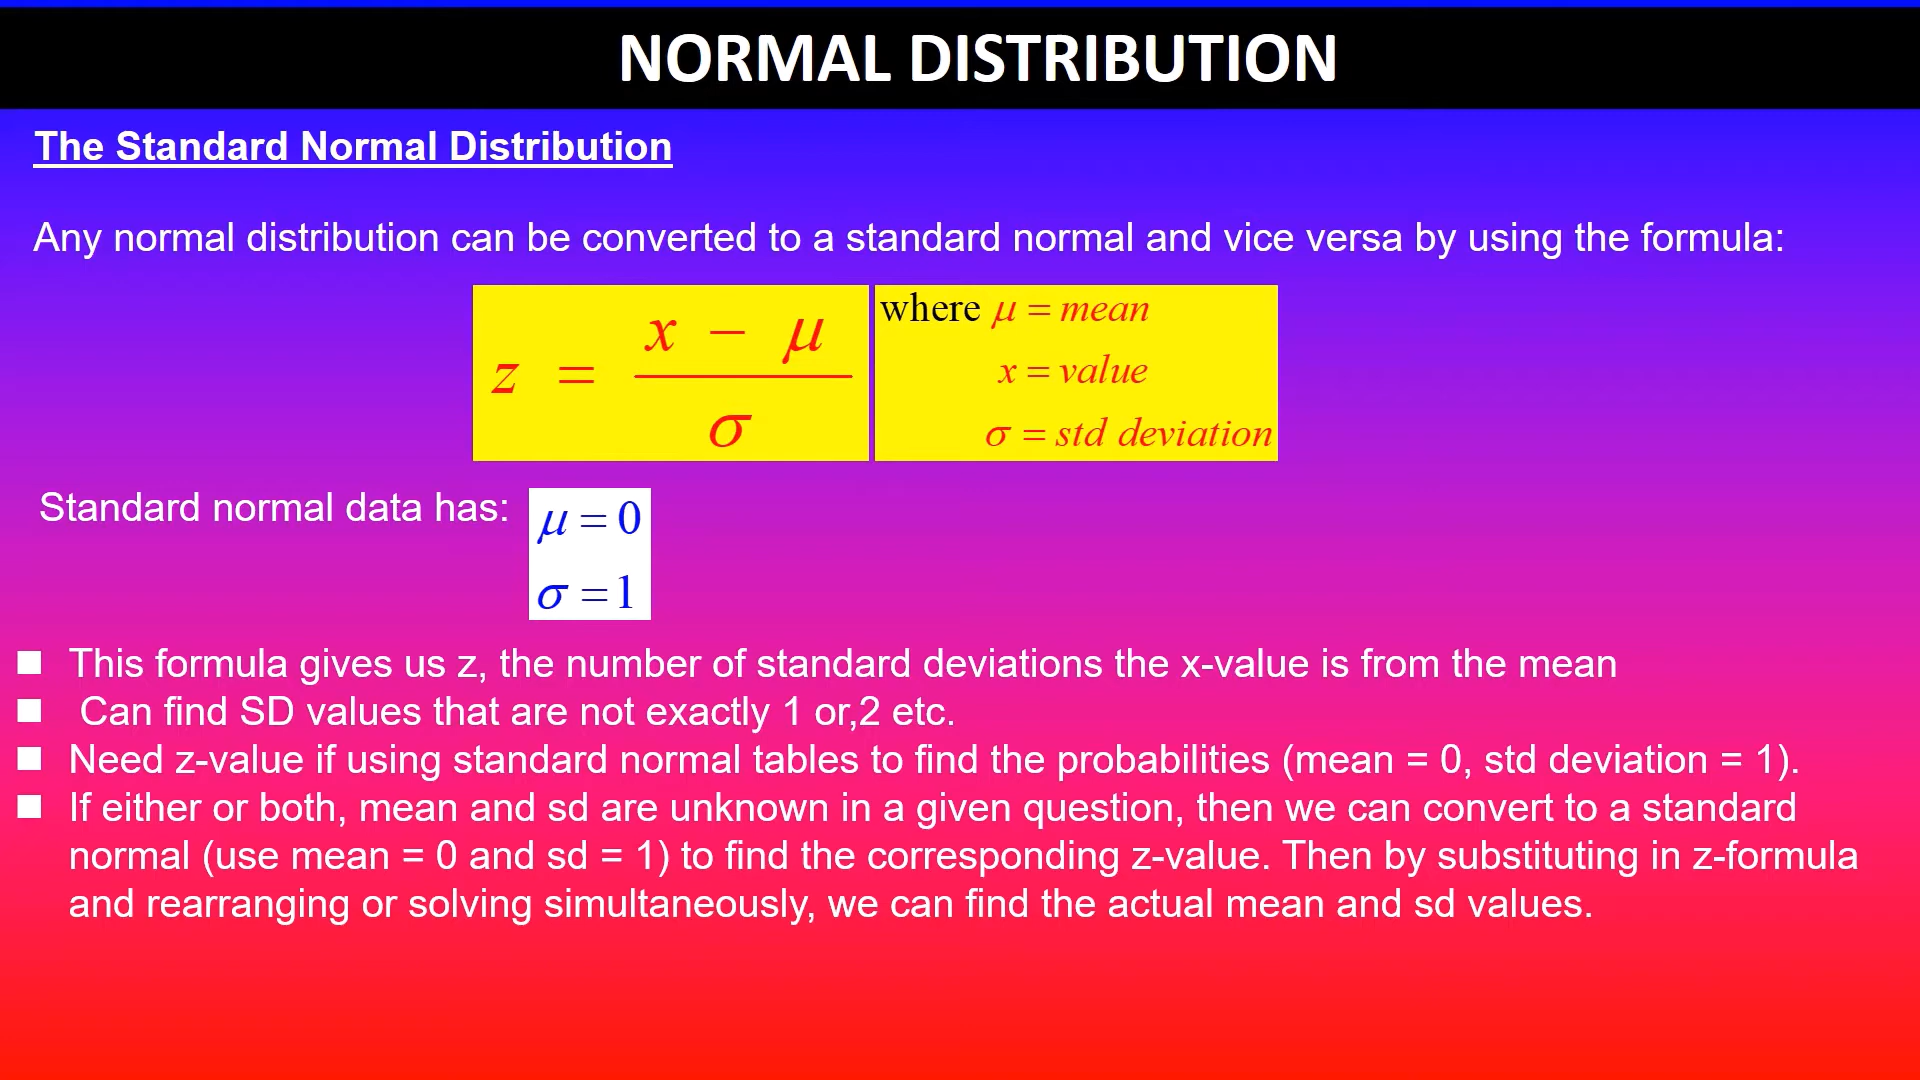 NORMAL DISTRIBUTION
The Standard Normal Distribution
Any normal distribution can be converted to a standard normal and vice versa by using the formula:
z = (x − μ) / σ
where μ = mean
x = value
σ = std deviation
Standard normal data has:
μ = 0
σ = 1
■ This formula gives us z, the number of standard deviations the x-value is from the mean
■ Can find SD values that are not exactly 1 or,2 etc.
■ Need z-value if using standard normal tables to find the probabilities (mean = 0, std deviation = 1).
■ If either or both, mean and sd are unknown in a given question, then we can convert to a standard
normal (use mean = 0 and sd = 1) to find the corresponding z-value. Then by substituting in z-formula
and rearranging or solving simultaneously, we can find the actual mean and sd values.